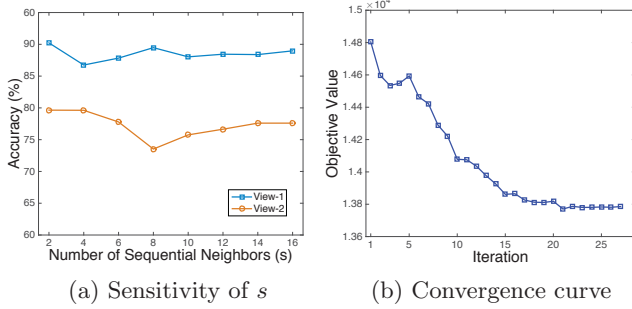 90
90
85
80
75
70
60
60
Accuracy (%)
View-1
View-2
2 4 6 8 10 12 14 16
Number of Sequential Neighbors (s)
(a) Sensitivity of s
1.5 × 10⁴
1.48
1.46
1.44
1.42
1.4
1.38
1.36
Objective Value
1 5 10 15 20 25
Iteration
(b) Convergence curve